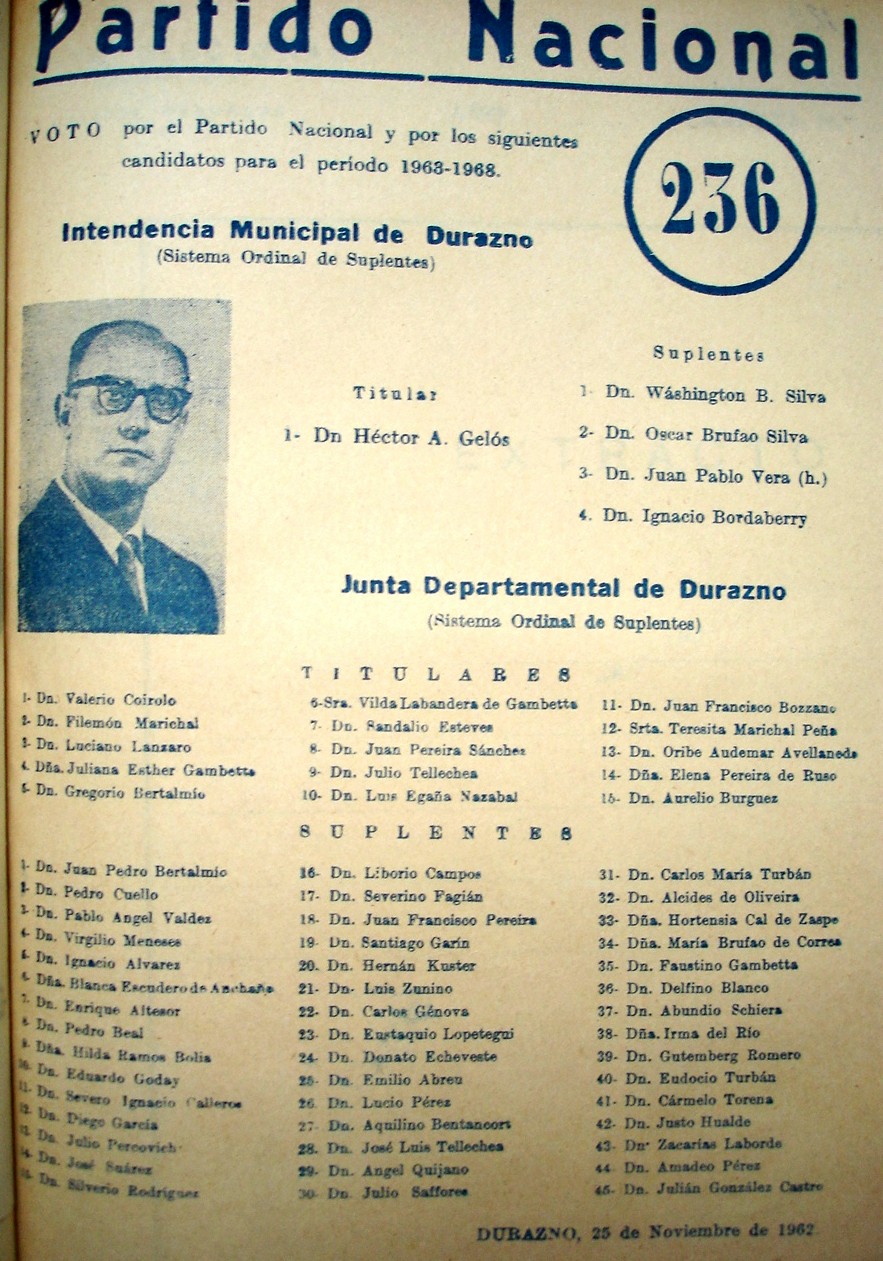 Partido Nacional
VOTO por el Partido Nacional y por los siguientes
candidatos para el período 1963-1968.
236
Intendencia Municipal de Durazno
(Sistema Ordinal de Suplentes)
Titular
1- Dn Héctor A. Gelós
Suplentes
1- Dn. Wáshington B. Silva
2- Dn. Oscar Brufao Silva
3- Dn. Juan Pablo Vera (h.)
4. Dn. Ignacio Bordaberry
Junta Departamental de Durazno
(Sistema Ordinal de Suplentes)
TITULARES
1- Dn. Valerio Coirolo
2- Dn. Filemón Marichal
3- Dn. Luciano Lanzaro
4. Dña. Juliana Esther Gambetta
5- Dn. Gregorio Bertalmío
6-Sra. Vilda Labandera de Gambetta
7- Dn. Sandalio Esteves
8- Dn. Juan Pereira Sánchez
9- Dn. Julio Tellechea
10- Dn. Luis Egaña Nazabal
11- Dn. Juan Francisco Bozzano
12- Srta. Teresita Marichal Peña
13- Dn. Oribe Audemar Avellaneda
14- Dña. Elena Pereira de Ruso
15- Dn. Aurelio Burguez
SUPLENTES
1- Dn. Juan Pedro Bertalmío
2- Dn. Pedro Cuello
3- Dn. Pablo Angel Valdez
4- Dn. Virgilio Meneses
5- Dn. Ignacio Alvarez
6- Dña. Blanca Escudero de
7- Dn. Enrique Altesor
8- Dn. Pedro Beal
9- Dña. Hilda Ramos Bolia
10. Dn. Eduardo Goday
11- Dn. Severo Ignacio Calleros
12- Dn. Diego García
13- Dn. Julio Percovich
14 Dn. José Suárez
15- Dn. Silverio Rodríguez
16- Dn. Liborio Campos
17- Dn. Severino Fagián
18- Dn. Juan Francisco Pereira
19- Dn. Santiago Garín
20. Dn. Hernán Kuster
21- Dn- Luis Zunino
22- Dn. Carlos Génova
23- Dn. Eustaquio Lopetegui
24- Dn. Donato Echeveste
25- Dn. Emilio Abreu
26 Dn. Lucio Pérez
27- Dn. Aquilino Bentancort
28. Dn. José Luis Tellechea
29- Dn. Angel Quijano
30- Dn. Julio Saffores
31- Dn. Carlos María Turbán
32- Dn. Alcides de Oliveira
33- Dña. Hortensia Cal de Zaspe
34- Dña. María Brufao de Correa
35- Dn. Faustino Gambetta
36- Dn. Delfino Blanco
37- Dn. Abundio Schiera
38- Dña. Irma del Río
39- Dn. Gutemberg Romero
40- Dn. Eudocio Turbán
41- Dn. Cármelo Torena
42- Dn. Justo Hualde
43- Dn· Zacarías Laborde
44- Dn. Amadeo Pérez
45- Dn. Julián González Castro
DURAZNO, 25 de Noviembre de 1962